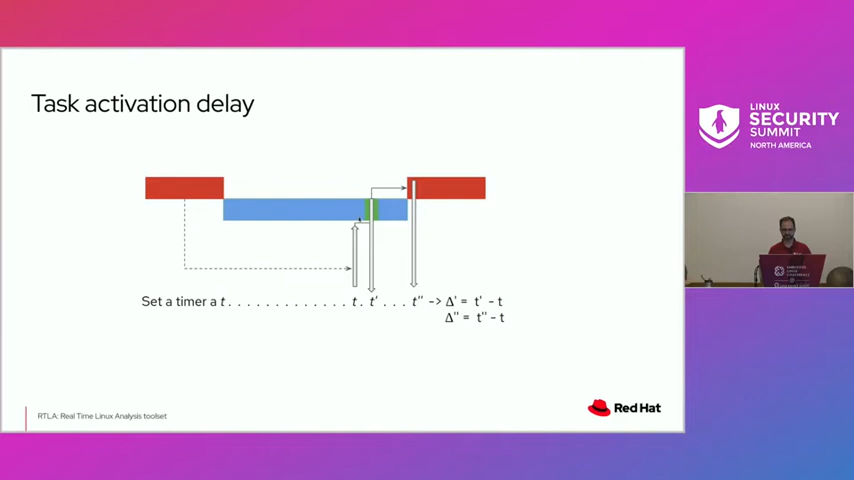 Task activation delay
LINUX
SECURITY
SUMMIT
NORTH AMERICA
Set a timer a t . . . . . . . . . . . . . . t . t' . . . t'' -> Δ' = t' - t
Δ'' = t'' - t
RTLA: Real Time Linux Analysis toolset
Red Hat